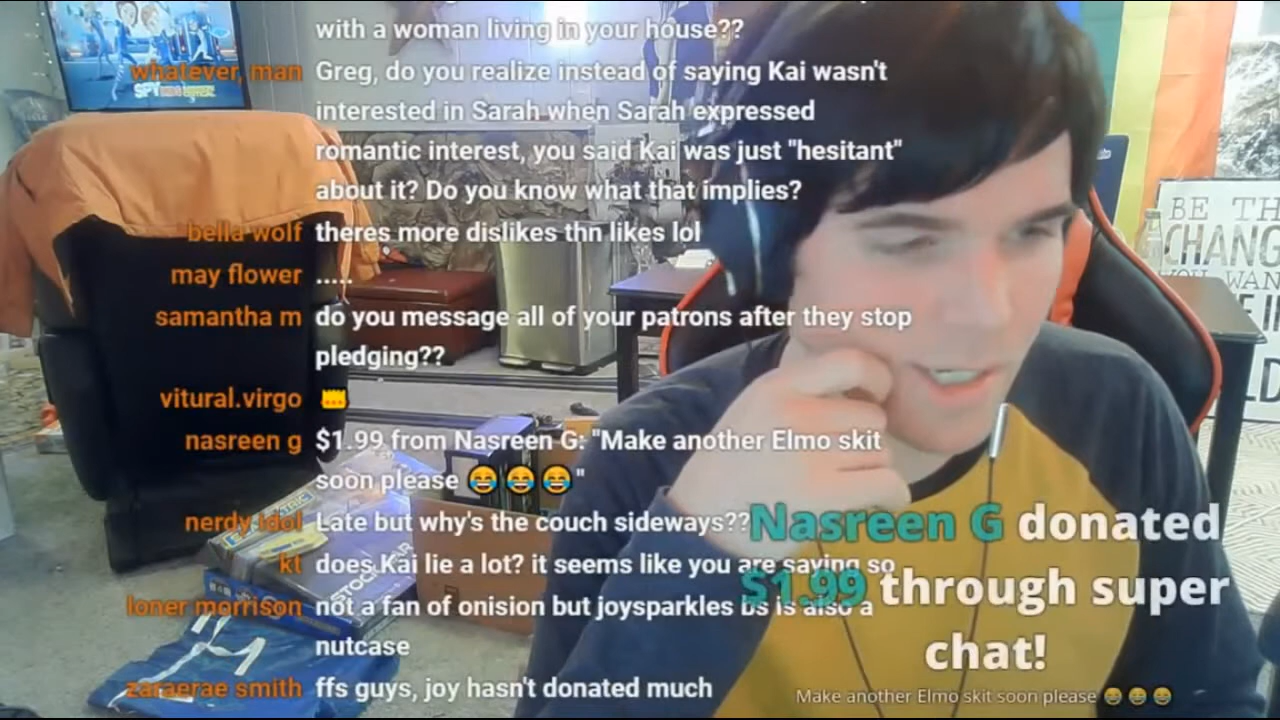 with a woman living in your house??
whatever, man Greg, do you realize instead of saying Kai wasn't
interested in Sarah when Sarah expressed
romantic interest, you said Kai was just "hesitant"
about it? Do you know what that implies?
bella wolf theres more dislikes thn likes lol
may flower .....
samantha m do you message all of your patrons after they stop
pledging??
vitural.virgo
nasreen g $1.99 from Nasreen G: "Make another Elmo skit
soon please 😂 😂 😂"
nerdy idol Late but why's the couch sideways??
kt does Kai lie a lot? it seems like you are saying so
loner morrison not a fan of onision but joysparkles bs is also a
nutcase
zaraerae smith ffs guys, joy hasn't donated much
Nasreen G donated
$1.99 through super
chat!
Make another Elmo skit soon please 😂 😂 😂
SPY
BE TH
CHANG
YOU WAN